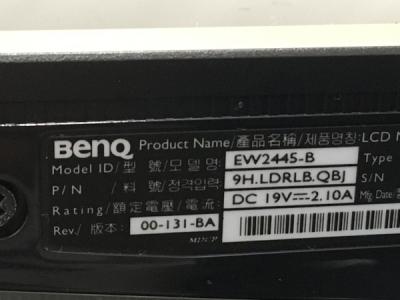 BenQ Product Name/產品名稱/제품명칭:LCD M
Model ID/型 號/모델명: EW2445-B Type
P/N / 料 號/정격입력: 9H.LDRLB.QBJ S/N
Rating/額定電壓/電流: DC 19V⎓2.10A Mfg.
Rev./ 版本: 00-131-BA